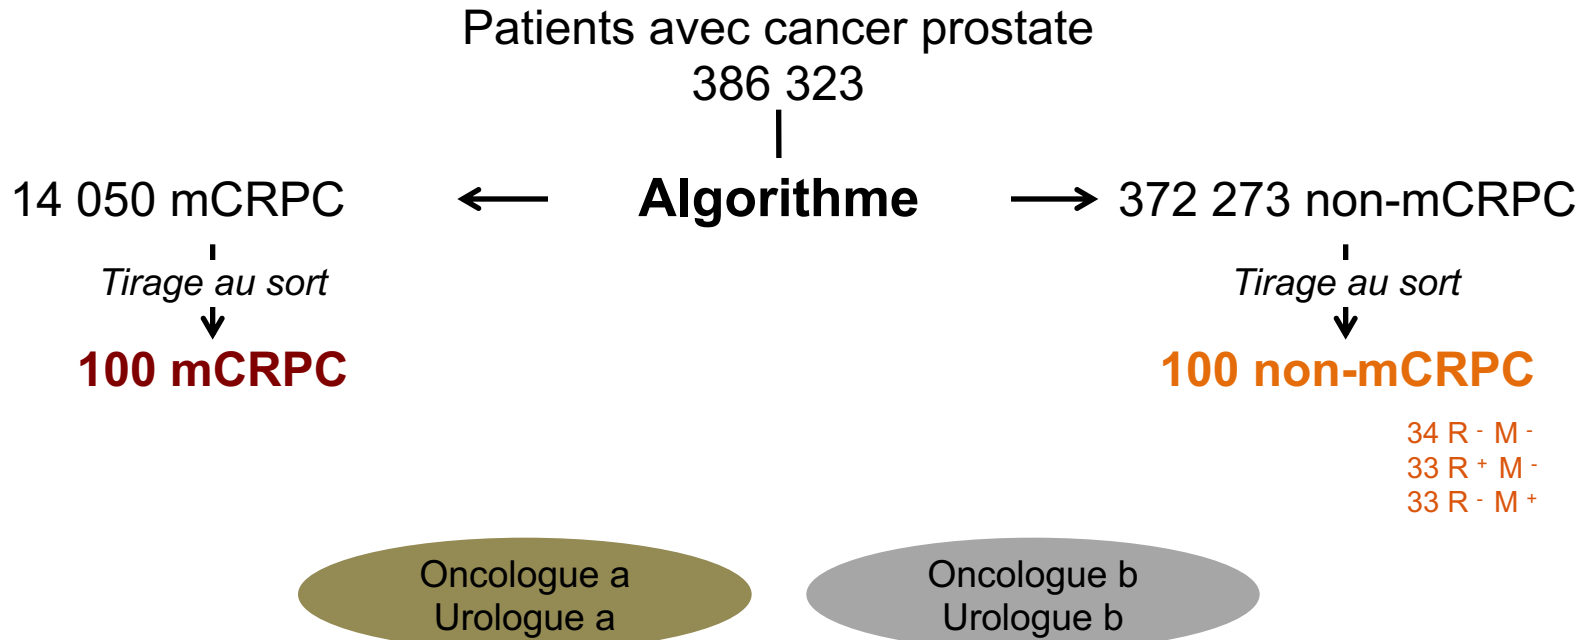 Patients avec cancer prostate
386 323
14 050 mCRPC
Algorithme
372 273 non-mCRPC
Tirage au sort
Tirage au sort
100 mCRPC
100 non-mCRPC
34 R - M -
33 R + M -
33 R - M +
Oncologue a
Urologue a
Oncologue b
Urologue b